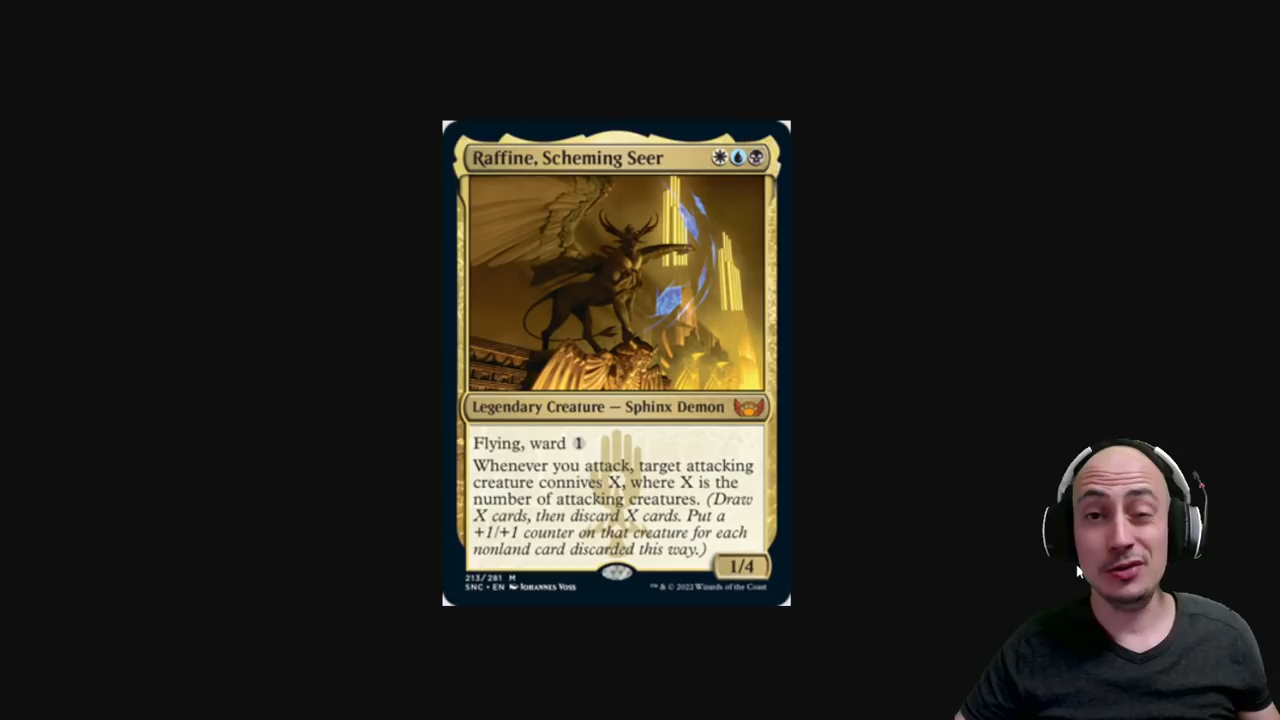 Raffine, Scheming Seer
Legendary Creature — Sphinx Demon
Flying, ward 1
Whenever you attack, target attacking
creature connives X, where X is the
number of attacking creatures. (Draw
X cards, then discard X cards. Put a
+1/+1 counter on that creature for each
nonland card discarded this way.)
1/4
213/281 M
SNC • EN Johannes Voss
™ & © 2022 Wizards of the Coast